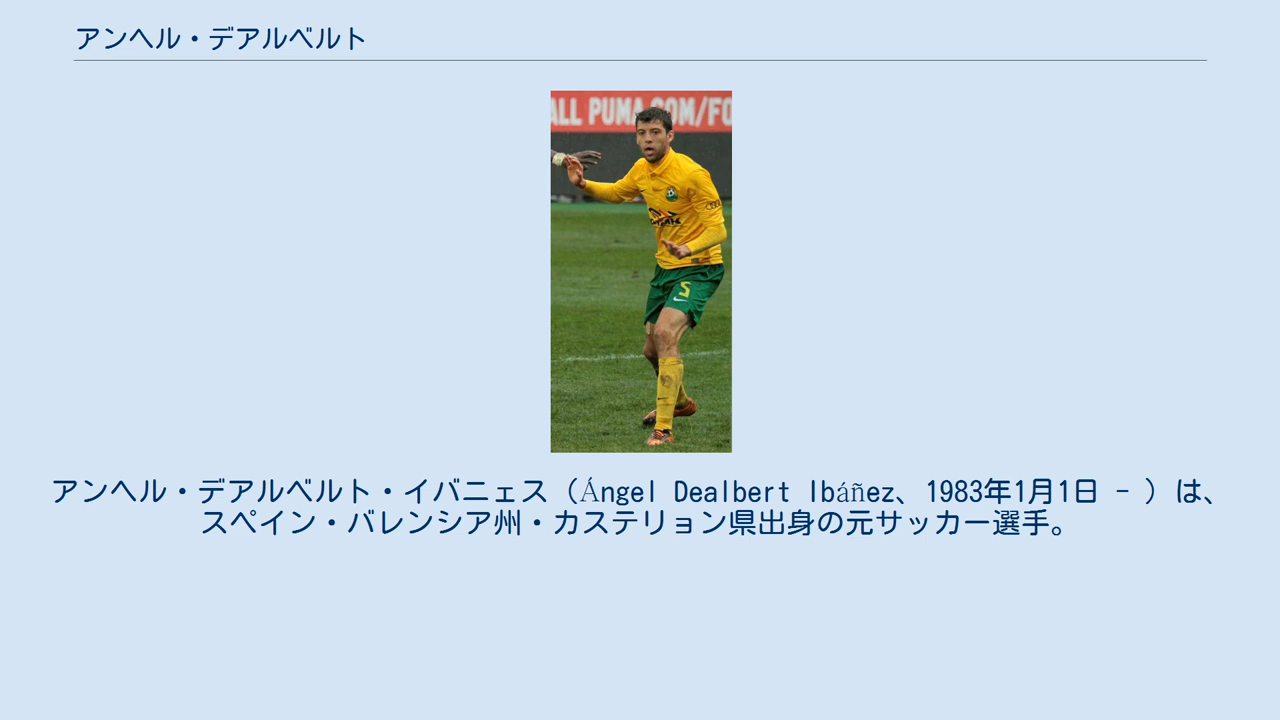 アンヘル・デアルベルト
ALL PUMA.COM/FO
5
アンヘル・デアルベルト・イバニェス（Ángel Dealbert Ibáñez、1983年1月1日 - ）は、
スペイン・バレンシア州・カステリョン県出身の元サッカー選手。